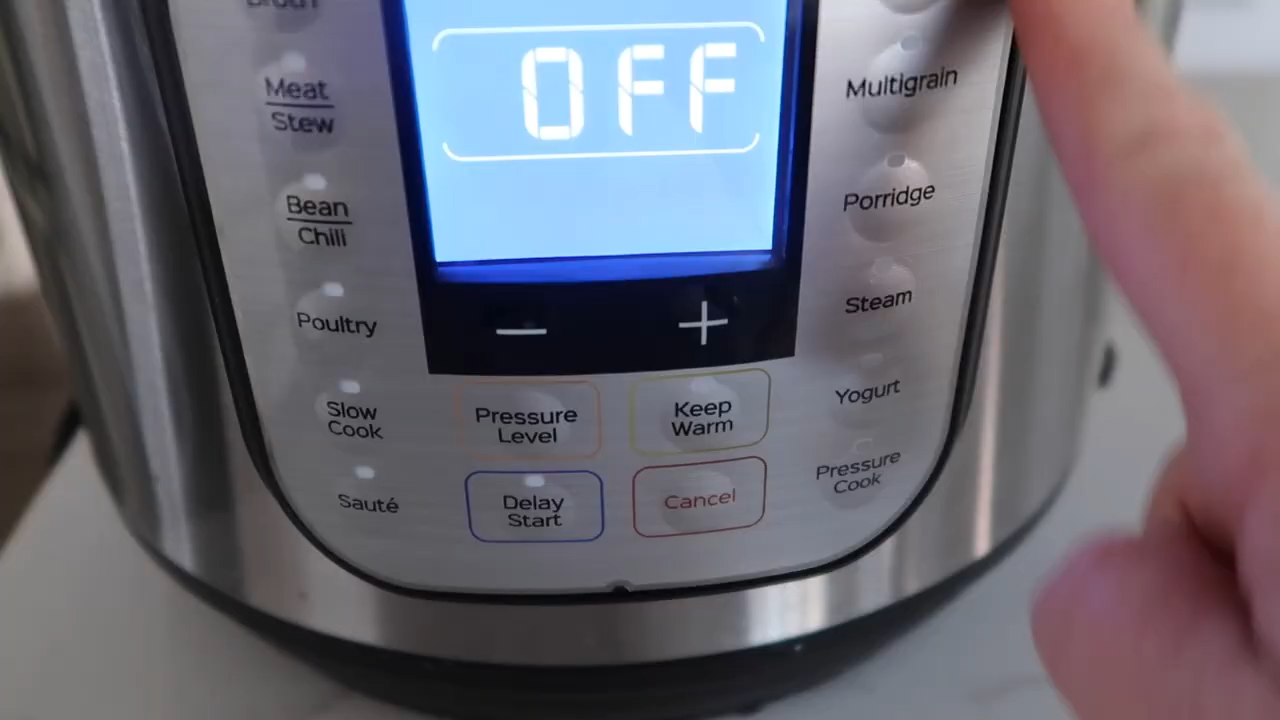 Broth
OFF
Meat
Stew
Multigrain
Bean
Chili
Porridge
Poultry
Steam
— +
Slow
Cook
Pressure
Level
Keep
Warm
Yogurt
Sauté
Delay
Start
Cancel
Pressure
Cook